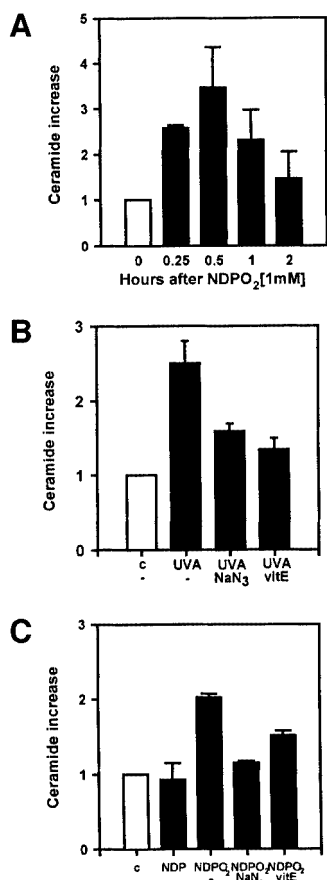 A
5
4
3
2
1
0
Ceramide increase
0 0.25 0.5 1 2
Hours after NDPO2[1mM]
B
3
2
1
0
Ceramide increase
c UVA UVA UVA
- - NaN3 vitE
C
3
2
1
0
Ceramide increase
c NDP NDPO2 NDPO2 NDPO2
- NaN vitE